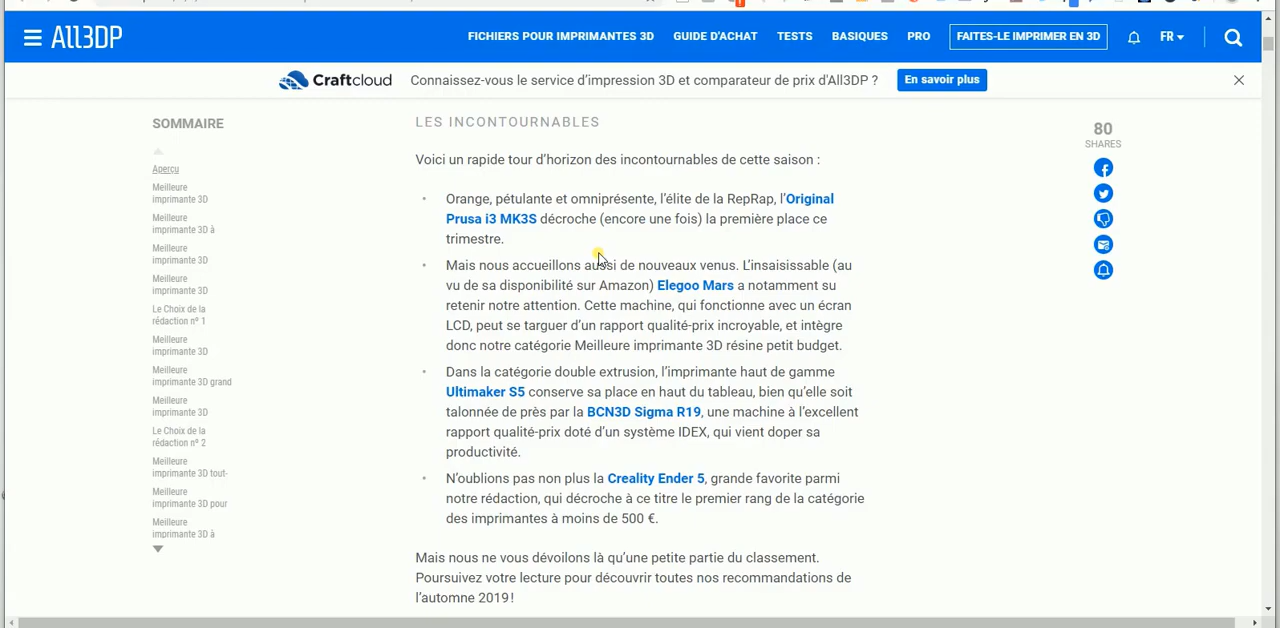 All3DP
FICHIERS POUR IMPRIMANTES 3D
GUIDE D'ACHAT
TESTS
BASIQUES
PRO
FAITES-LE IMPRIMER EN 3D
FR
Craftcloud
Connaissez-vous le service d'impression 3D et comparateur de prix d'All3DP ?
En savoir plus
SOMMAIRE
Aperçu
Meilleure
imprimante 3D
Meilleure
imprimante 3D à
Meilleure
imprimante 3D
Meilleure
imprimante 3D
Le Choix de la
rédaction nº 1
Meilleure
imprimante 3D
Meilleure
imprimante 3D grand
Meilleure
imprimante 3D
Le Choix de la
rédaction nº 2
Meilleure
imprimante 3D tout-
Meilleure
imprimante 3D pour
Meilleure
imprimante 3D à
LES INCONTOURNABLES
Voici un rapide tour d'horizon des incontournables de cette saison :
• Orange, pétulante et omniprésente, l'élite de la RepRap, l'Original
Prusa i3 MK3S décroche (encore une fois) la première place ce
trimestre.
• Mais nous accueillons aussi de nouveaux venus. L'insaisissable (au
vu de sa disponibilité sur Amazon) Elegoo Mars a notamment su
retenir notre attention. Cette machine, qui fonctionne avec un écran
LCD, peut se targuer d'un rapport qualité-prix incroyable, et intègre
donc notre catégorie Meilleure imprimante 3D résine petit budget.
• Dans la catégorie double extrusion, l'imprimante haut de gamme
Ultimaker S5 conserve sa place en haut du tableau, bien qu'elle soit
talonnée de près par la BCN3D Sigma R19, une machine à l'excellent
rapport qualité-prix doté d'un système IDEX, qui vient doper sa
productivité.
• N'oublions pas non plus la Creality Ender 5, grande favorite parmi
notre rédaction, qui décroche à ce titre le premier rang de la catégorie
des imprimantes à moins de 500 €.
Mais nous ne vous dévoilons là qu'une petite partie du classement.
Poursuivez votre lecture pour découvrir toutes nos recommandations de
l'automne 2019 !
80
SHARES